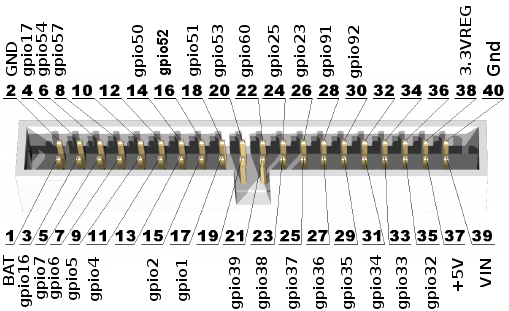 GND gpio17 gpio54 gpio57 gpio50 gpio52 gpio51 gpio53 gpio60 gpio25 gpio23 gpio91 gpio92 3.3VREG Gnd
2 4 6 8 10 12 14 16 18 20 22 24 26 28 30 32 34 36 38 40
1 3 5 7 9 11 13 15 17 19 21 23 25 27 29 31 33 35 37 39
BAT gpio16 gpio7 gpio6 gpio5 gpio4 gpio2 gpio1 gpio39 gpio38 gpio37 gpio36 gpio35 gpio34 gpio33 gpio32 +5V VIN